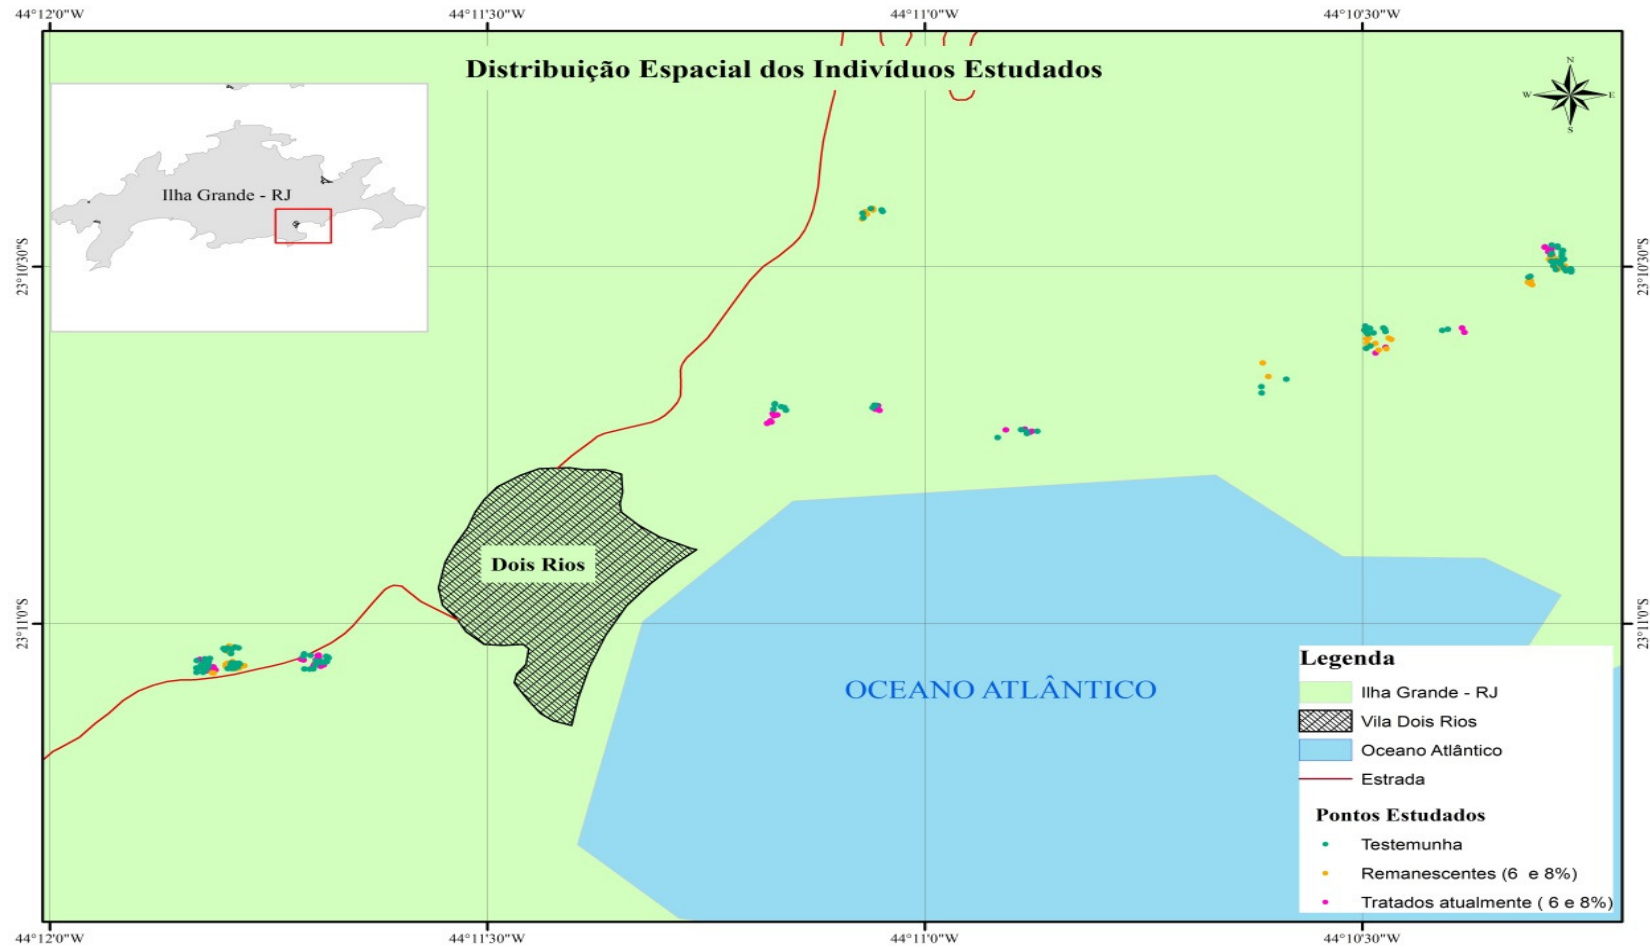 44°12'0"W 44°11'30"W 44°11'0"W 44°10'30"W
Distribuição Espacial dos Indivíduos Estudados
N
W E
S
Ilha Grande - RJ
23°10'30"S
23°10'30"S
Dois Rios
23°11'0"S
23°11'0"S
OCEANO ATLÂNTICO
Legenda
Ilha Grande - RJ
Vila Dois Rios
Oceano Atlântico
Estrada
Pontos Estudados
Testemunha
Remanescentes (6 e 8%)
Tratados atualmente ( 6 e 8%)
44°12'0"W 44°11'30"W 44°11'0"W 44°10'30"W